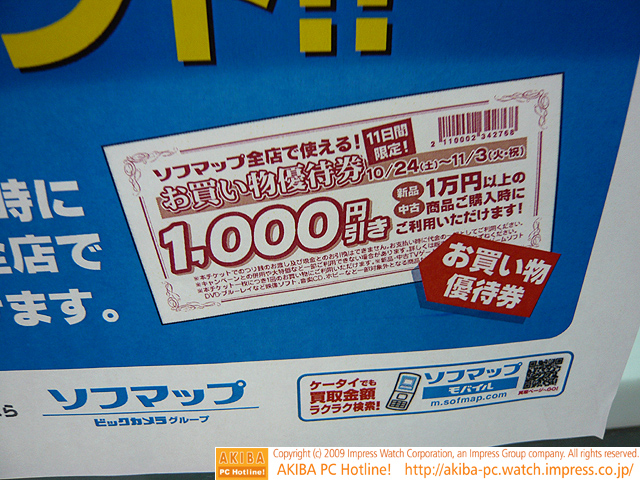 ット!!
ソフマップ全店で使える!
11日間
限定!
2 110002 342768
お買い物優待券
10/24(土)~11/3(火・祝)
1,000円引き
新品
中古
1万円以上の
商品ご購入時に
ご利用いただけます!
お買い物
優待券
時に
全店で
ます。
ソフマップ
ビックカメラグループ
ケータイでも
買取金額
ラクラク検索!
ソフマップ
モバイル
m.sofmap.com
AKIBA
PC Hotline!
Copyright (c) 2009 Impress Watch Corporation, an Impress Group company. All rights reserved.
AKIBA PC Hotline! http://akiba-pc.watch.impress.co.jp/